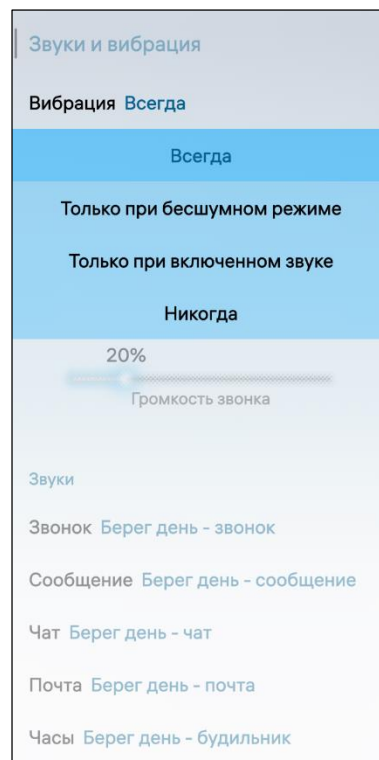 Звуки и вибрация
Вибрация Всегда
Всегда
Только при бесшумном режиме
Только при включенном звуке
Никогда
20%
Громкость звонка
Звуки
Звонок Берег день - звонок
Сообщение Берег день - сообщение
Чат Берег день - чат
Почта Берег день - почта
Часы Берег день - будильник